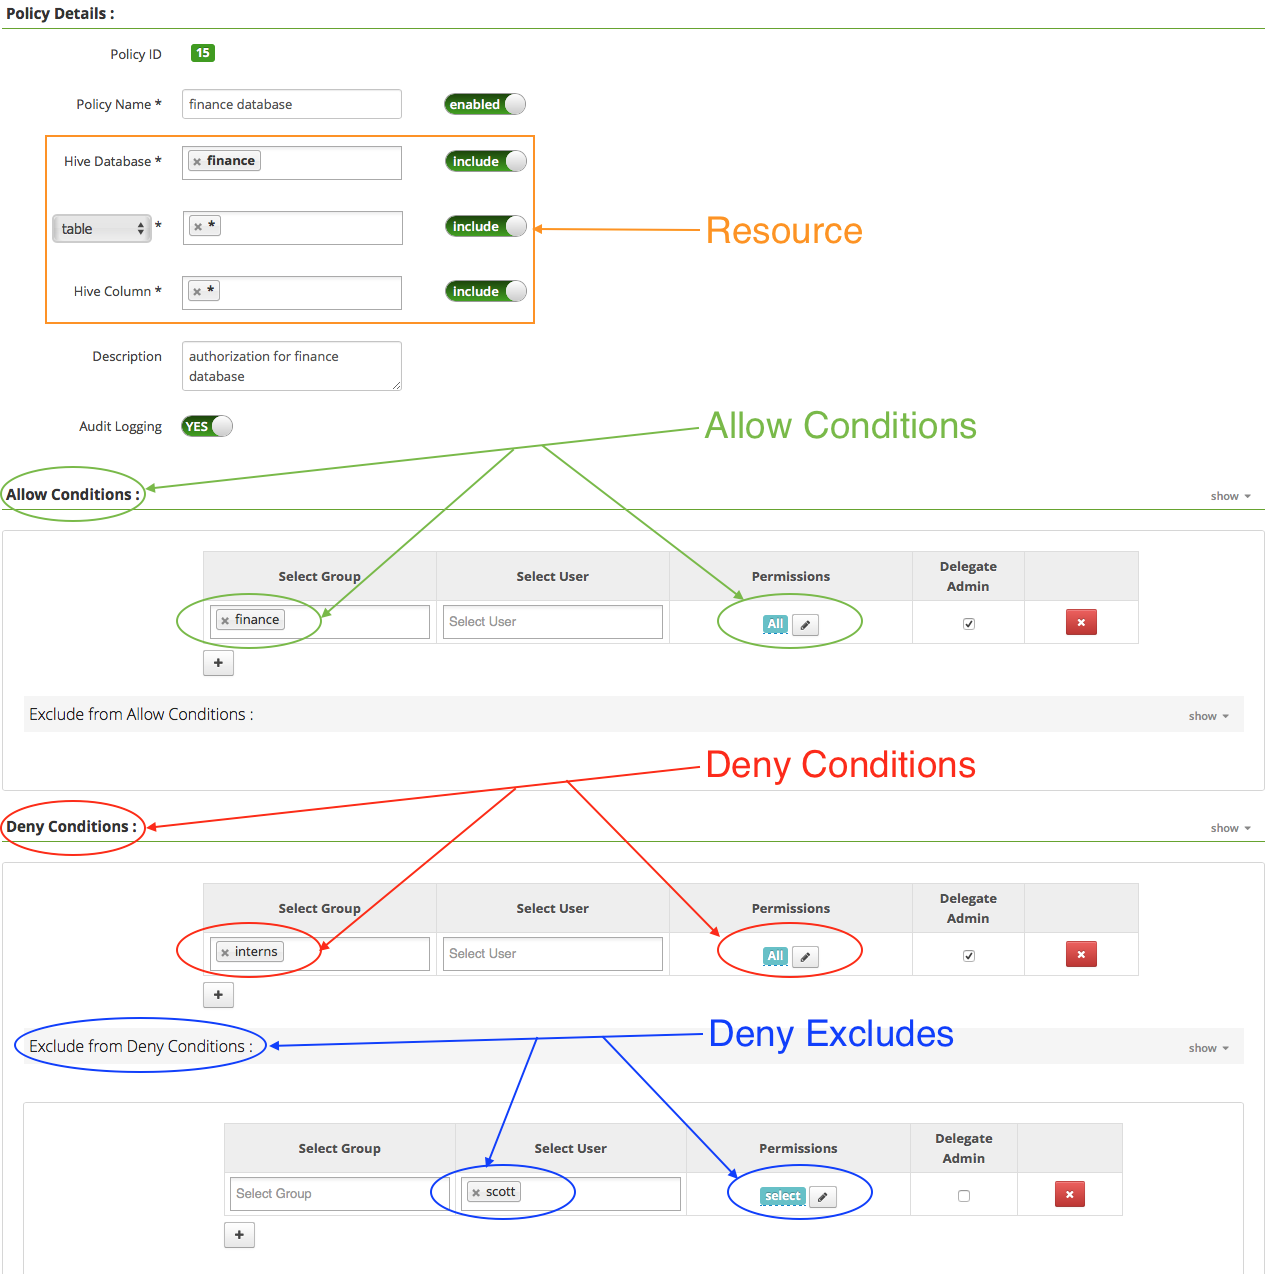 Policy Details :
Policy ID 15
Policy Name * finance database enabled
Hive Database * × finance include
table * × * include
Resource
Hive Column * × * include
Description authorization for finance
database
Audit Logging YES
Allow Conditions
Allow Conditions : show
Select Group Select User Permissions Delegate
Admin
× finance Select User All
+
Exclude from Allow Conditions : show
Deny Conditions
Deny Conditions : show
Select Group Select User Permissions Delegate
Admin
× interns Select User All
+
Deny Excludes
Exclude from Deny Conditions : show
Select Group Select User Permissions Delegate
Admin
Select Group × scott select
+